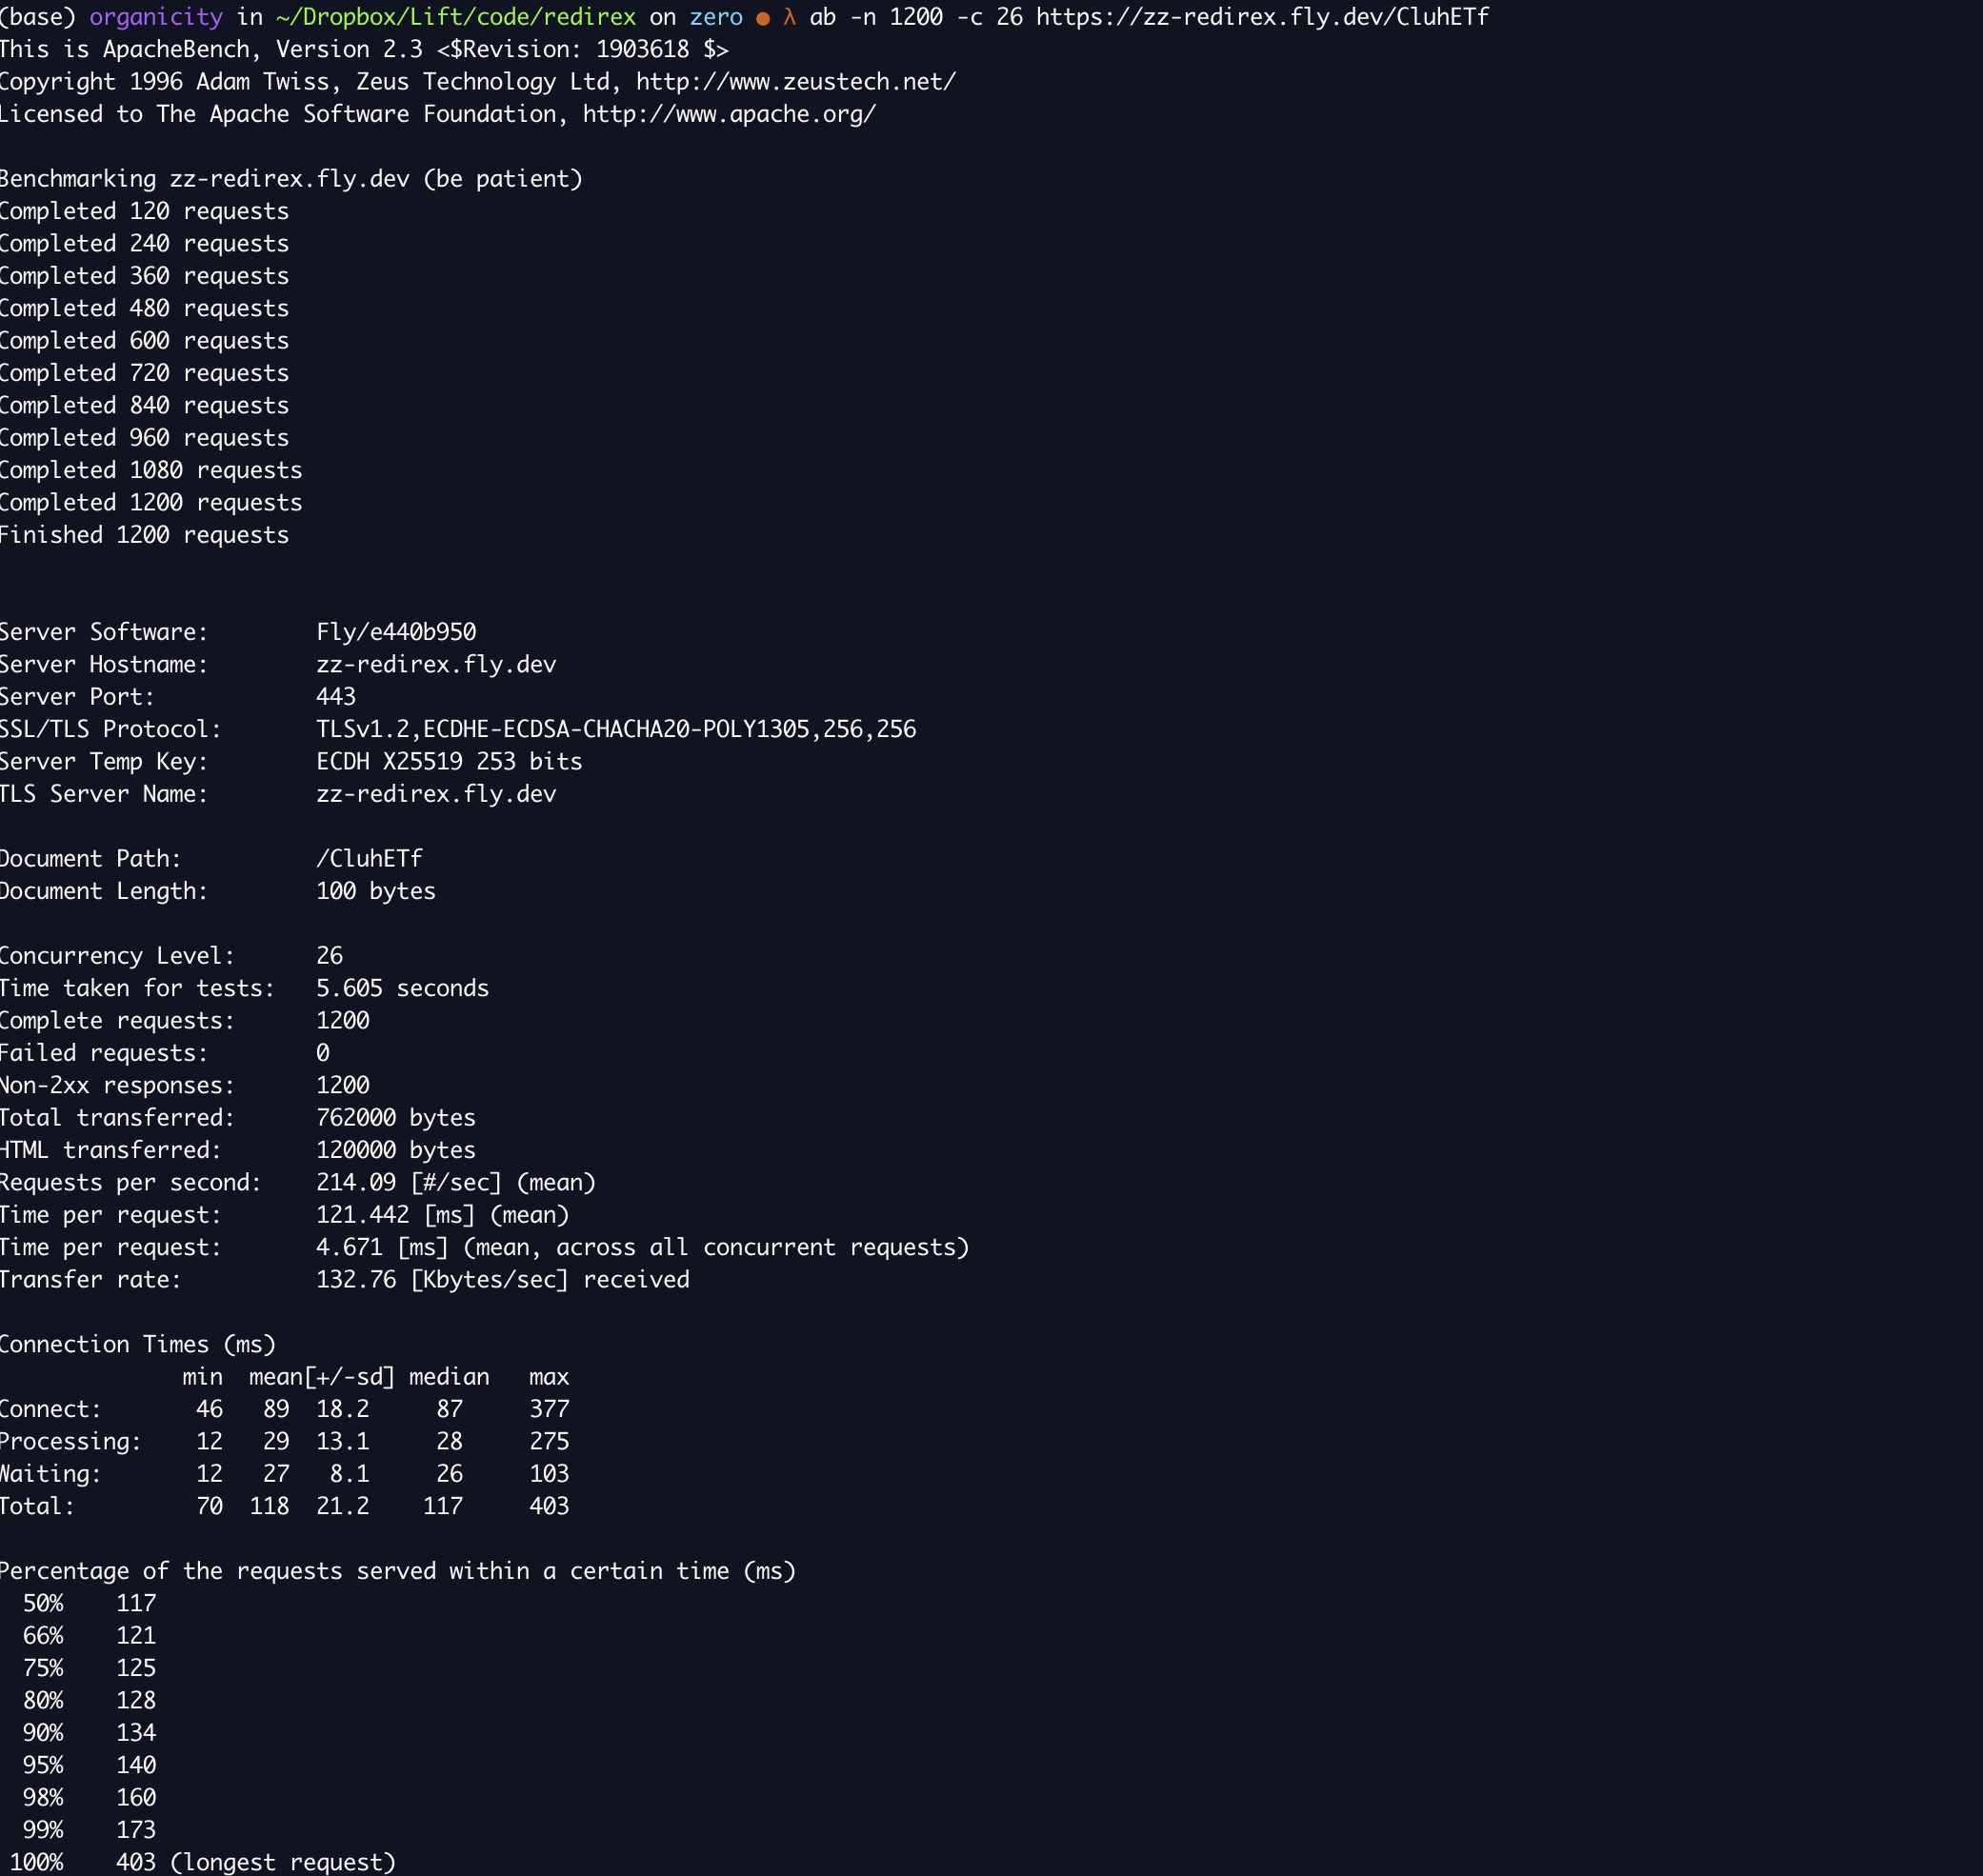 (base) organicity in ~/Dropbox/Lift/code/redirex on zero ● λ ab -n 1200 -c 26 https://zz-redirex.fly.dev/CluhETf
This is ApacheBench, Version 2.3 <$Revision: 1903618 $>
Copyright 1996 Adam Twiss, Zeus Technology Ltd, http://www.zeustech.net/
Licensed to The Apache Software Foundation, http://www.apache.org/

Benchmarking zz-redirex.fly.dev (be patient)
Completed 120 requests
Completed 240 requests
Completed 360 requests
Completed 480 requests
Completed 600 requests
Completed 720 requests
Completed 840 requests
Completed 960 requests
Completed 1080 requests
Completed 1200 requests
Finished 1200 requests


Server Software:        Fly/e440b950
Server Hostname:        zz-redirex.fly.dev
Server Port:            443
SSL/TLS Protocol:       TLSv1.2,ECDHE-ECDSA-CHACHA20-POLY1305,256,256
Server Temp Key:        ECDH X25519 253 bits
TLS Server Name:        zz-redirex.fly.dev

Document Path:          /CluhETf
Document Length:        100 bytes

Concurrency Level:      26
Time taken for tests:   5.605 seconds
Complete requests:      1200
Failed requests:        0
Non-2xx responses:      1200
Total transferred:      762000 bytes
HTML transferred:       120000 bytes
Requests per second:    214.09 [#/sec] (mean)
Time per request:       121.442 [ms] (mean)
Time per request:       4.671 [ms] (mean, across all concurrent requests)
Transfer rate:          132.76 [Kbytes/sec] received

Connection Times (ms)
              min  mean[+/-sd] median   max
Connect:       46   89  18.2     87     377
Processing:    12   29  13.1     28     275
Waiting:       12   27   8.1     26     103
Total:         70  118  21.2    117     403

Percentage of the requests served within a certain time (ms)
  50%    117
  66%    121
  75%    125
  80%    128
  90%    134
  95%    140
  98%    160
  99%    173
 100%    403 (longest request)